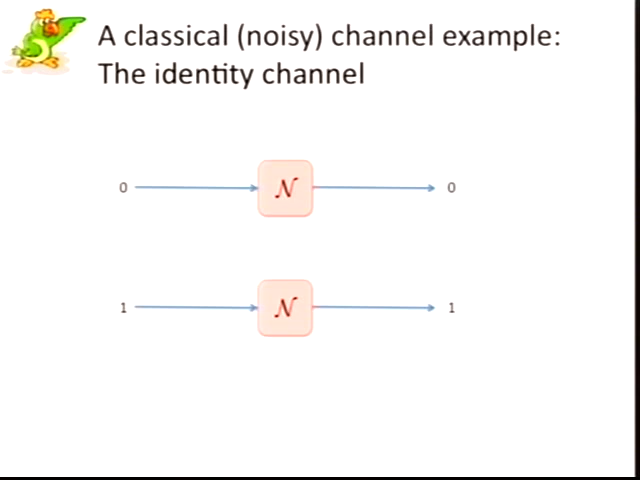 A classical (noisy) channel example:
The identity channel
0 𝒩 0
1 𝒩 1